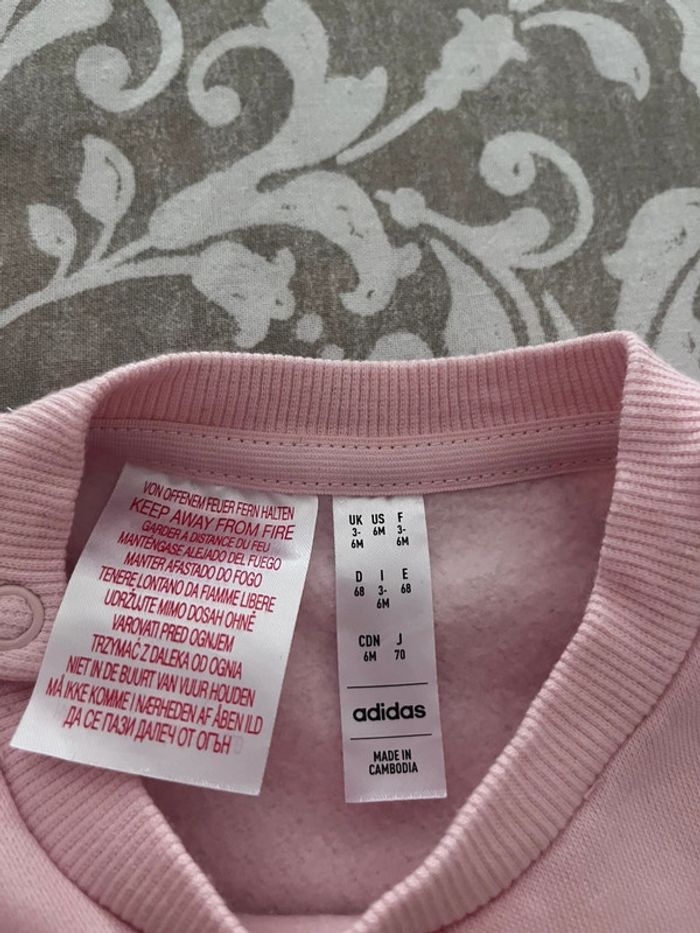 VON OFFENEM FEUER FERN HALTEN
KEEP AWAY FROM FIRE
GARDER A DISTANCE DU FEU
MANTÉNGASE ALEJADO DEL FUEGO
MANTER AFASTADO DO FOGO
TENERE LONTANO DA FIAMME LIBERE
UDRŽUJTE MIMO DOSAH OHNĚ
VAROVATI PRED OGNJEM
TRZYMAĆ Z DALEKA OD OGNIA
NIET IN DE BUURT VAN VUUR HOUDEN
MÅ IKKE KOMME I NÆRHEDEN AF ÅBEN ILD
ДА СЕ ПАЗИ ДАЛЕЧ ОТ ОГЪН
UK US F
3-6M 6M 3-6M
D I E
68 3-6M 68
CDN J
6M 70
adidas
MADE IN
CAMBODIA